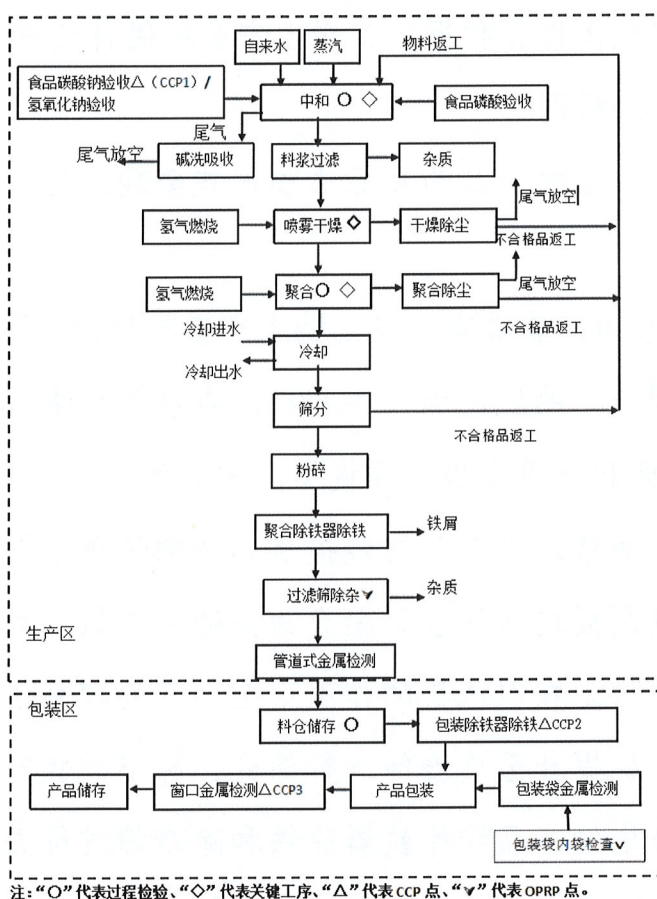 自来水
蒸汽
物料返工
食品碳酸钠验收△（CCP1）/
氢氧化钠验收
中和 〇 ◇
食品磷酸验收
尾气
尾气放空
碱洗吸收
料浆过滤
杂质
尾气放空
氢气燃烧
喷雾干燥◇
干燥除尘
不合格品返工
氢气燃烧
聚合〇 ◇
聚合除尘
尾气放空
冷却进水
不合格品返工
冷却
冷却出水
筛分
不合格品返工
粉碎
聚合除铁器除铁
铁屑
过滤筛除杂⩔
杂质
生产区
管道式金属检测
包装区
料仓储存 〇
包装除铁器除铁△CCP2
产品储存
窗口金属检测△CCP3
产品包装
包装袋金属检测
包装袋内袋检查∨
注：“〇”代表过程检验、“◇”代表关键工序、“△”代表 CCP 点、“⩔”代表 OPRP 点。